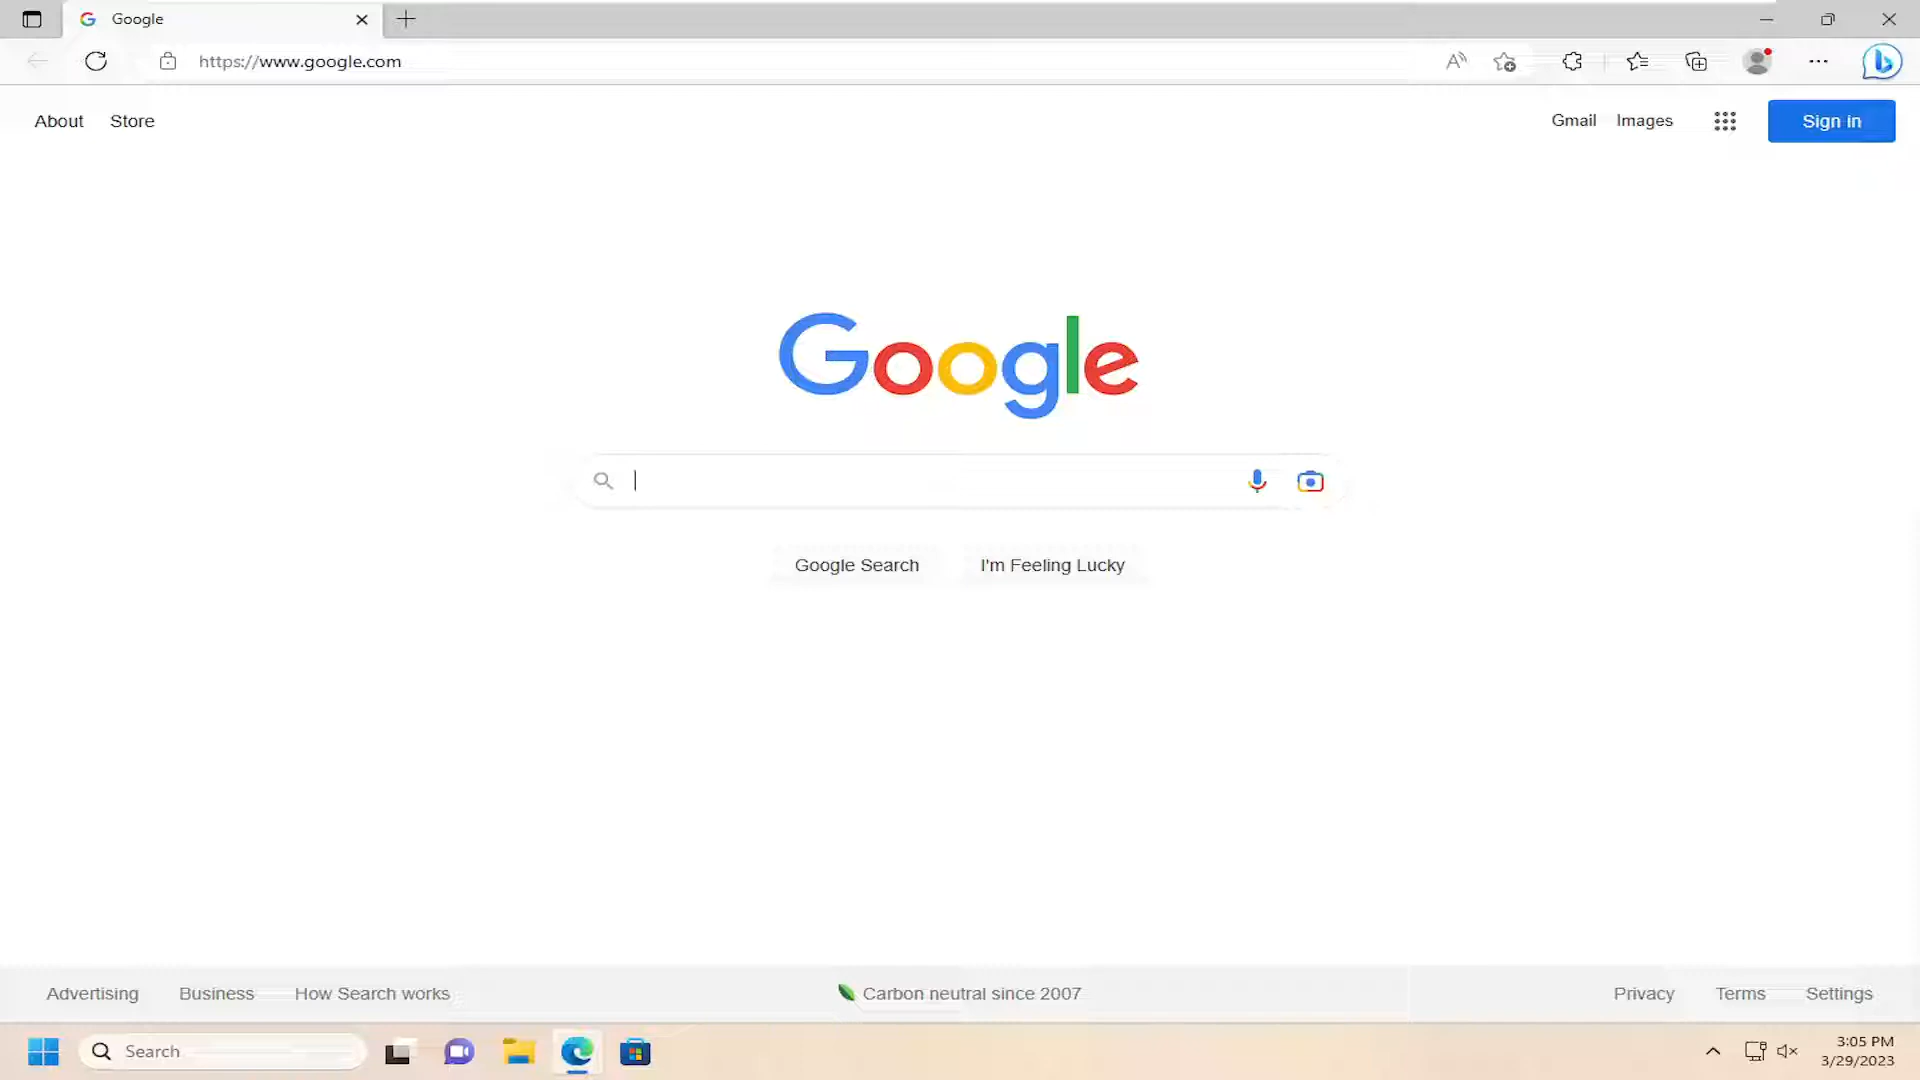 Google
https://www.google.com
About
Store
Gmail
Images
Sign in
Google
Google Search
I'm Feeling Lucky
Advertising
Business
How Search works
Carbon neutral since 2007
Privacy
Terms
Settings
Search
3:05 PM
3/29/2023